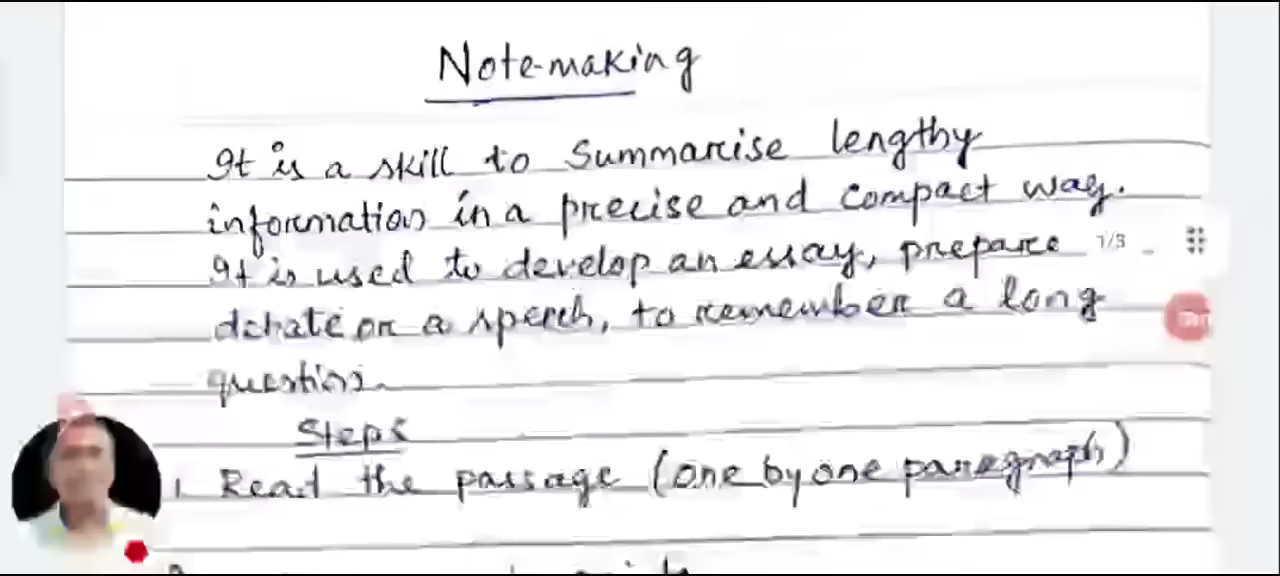 Note-making
It is a skill to Summarise lengthy
information in a precise and compact way.
It is used to develop an essay, prepare
debate or a speech, to remember a long
question.
1/3
Steps
1 Read the passage (one by one paragraph)